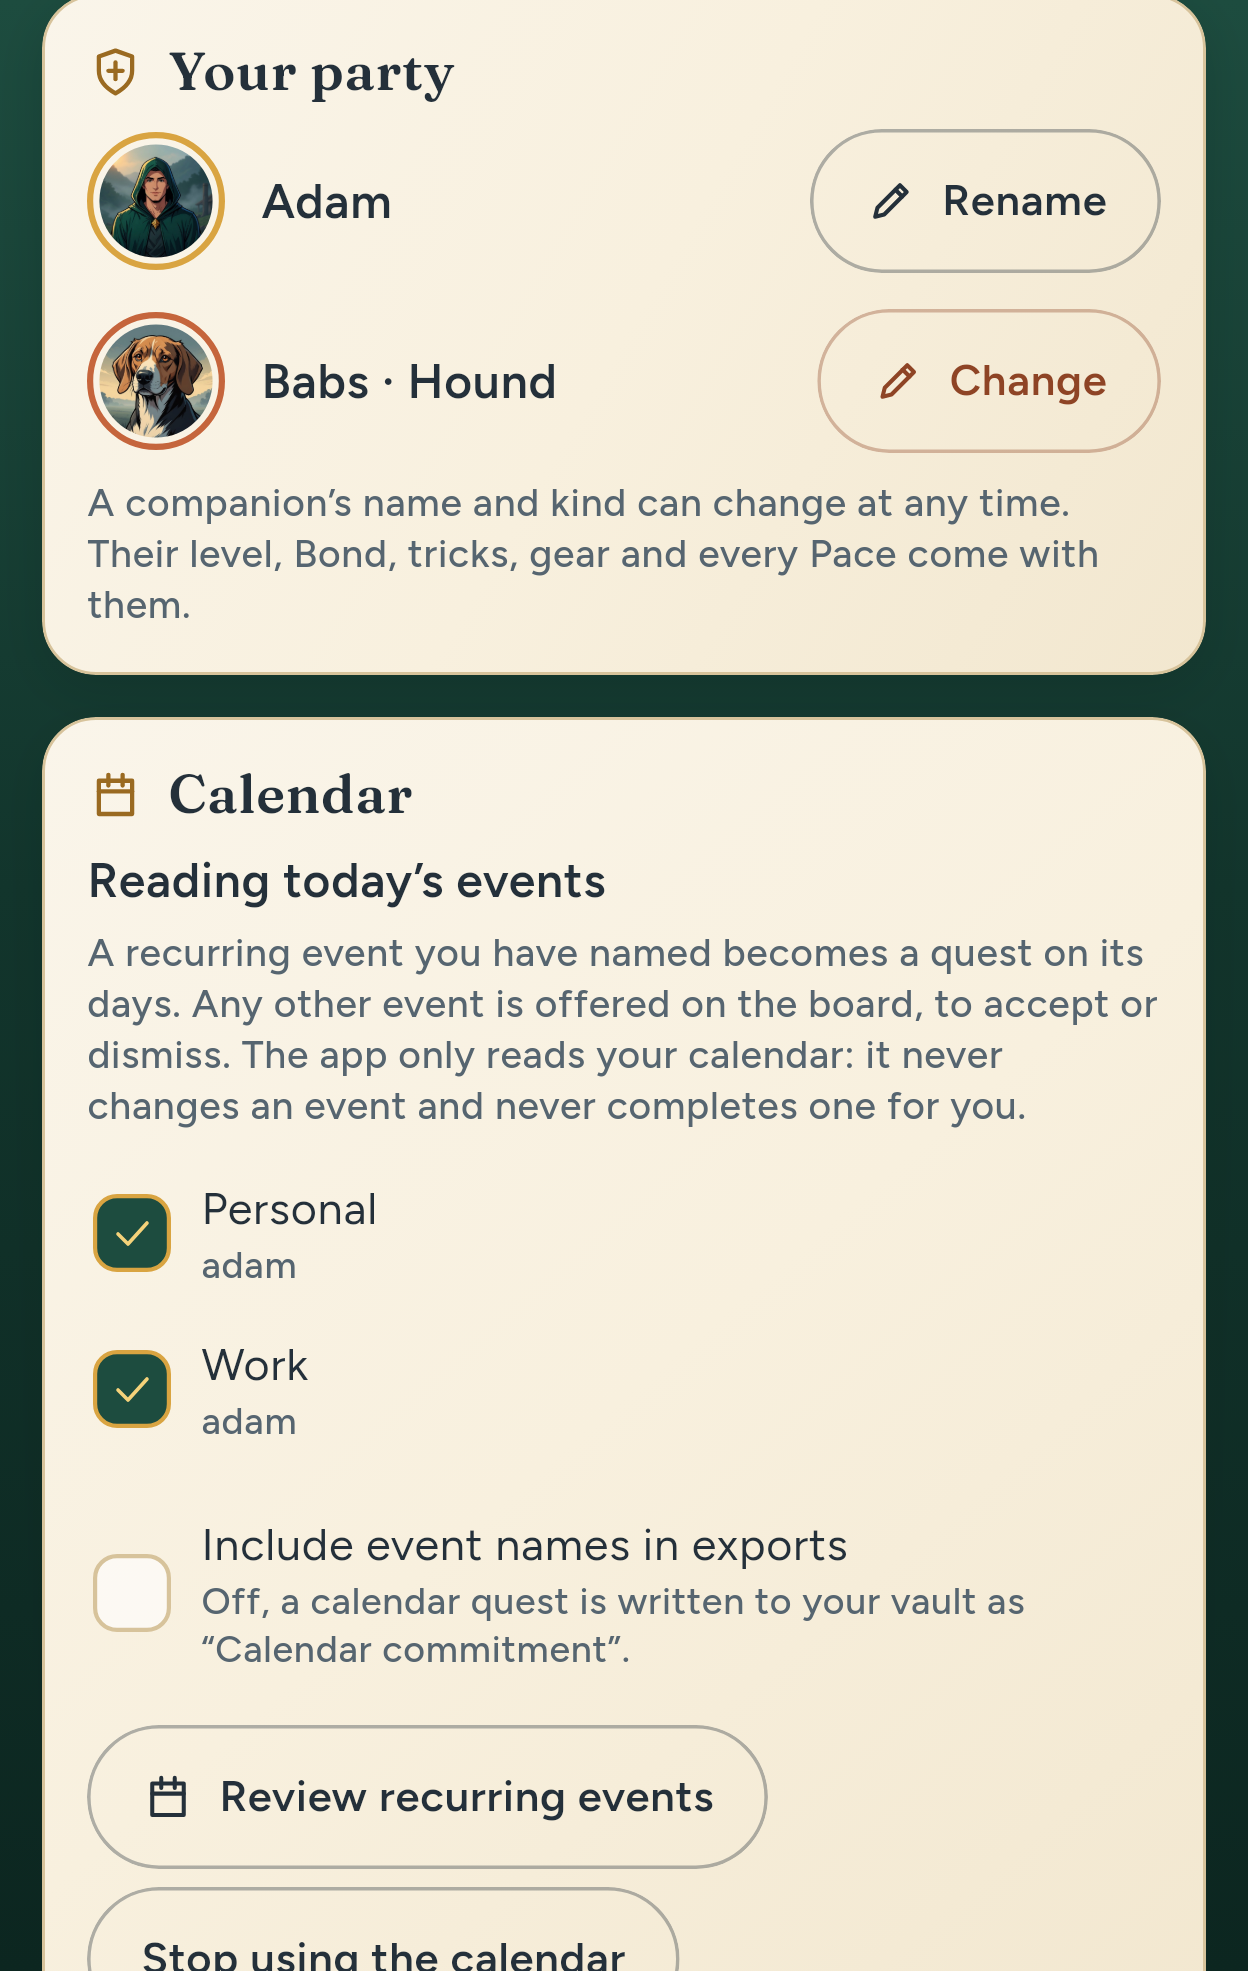 Your party
Adam
Rename
Babs · Hound
Change
A companion’s name and kind can change at any time.
Their level, Bond, tricks, gear and every Pace come with
them.
Calendar
Reading today’s events
A recurring event you have named becomes a quest on its
days. Any other event is offered on the board, to accept or
dismiss. The app only reads your calendar: it never
changes an event and never completes one for you.
Personal
adam
Work
adam
Include event names in exports
Off, a calendar quest is written to your vault as
“Calendar commitment”.
Review recurring events
Stop using the calendar